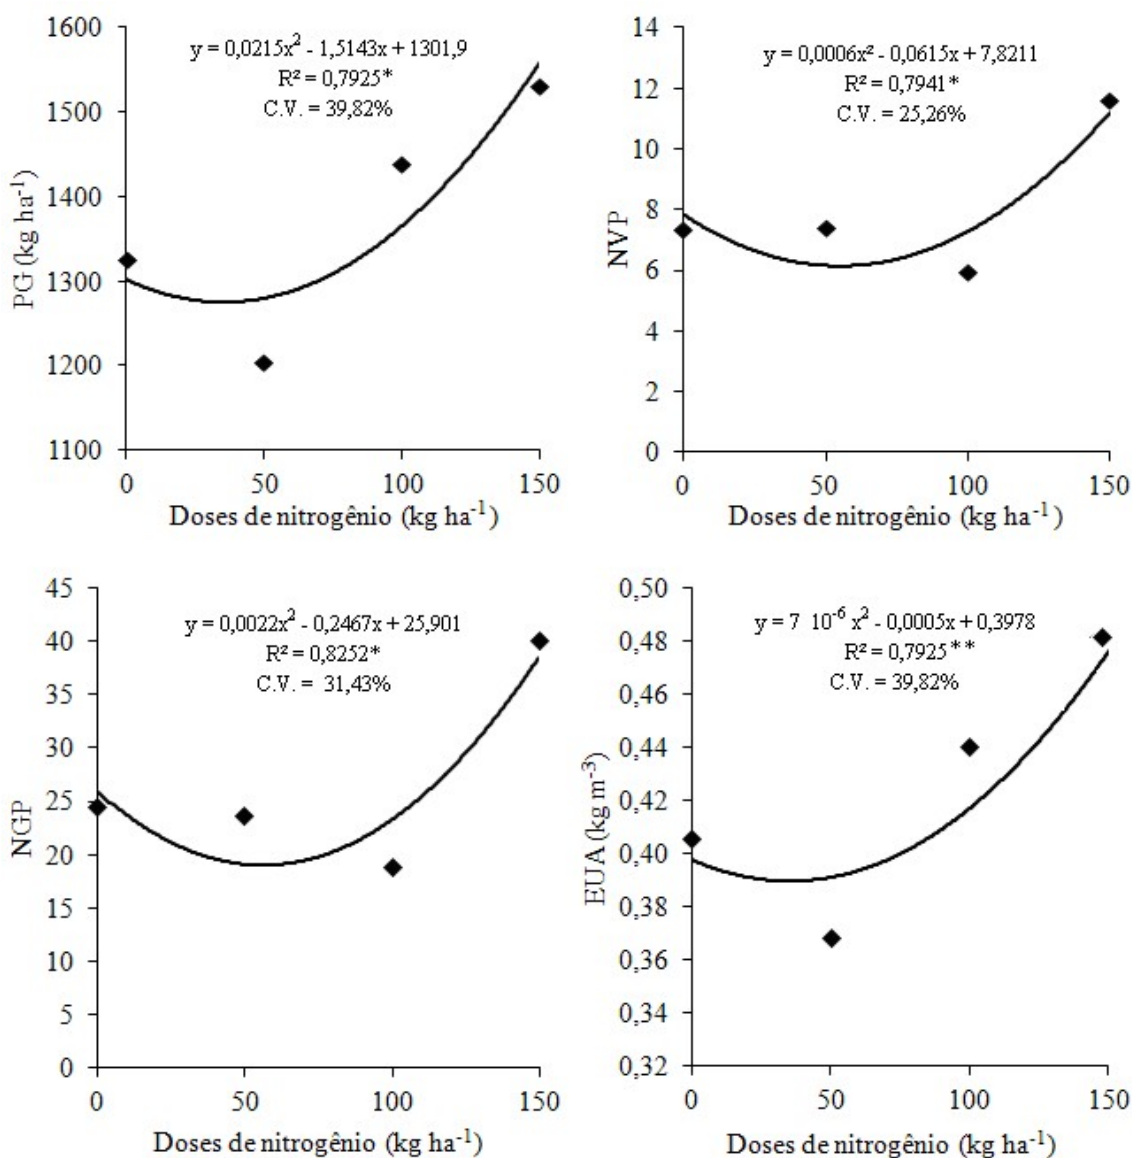 1600
1500
1400
1300
1200
1100
PG (kg ha⁻¹)
y = 0,0215x² - 1,5143x + 1301,9
R² = 0,7925*
C.V. = 39,82%
0 50 100 150
Doses de nitrogênio (kg ha⁻¹)
14
12
10
8
6
4
2
0
NVP
y = 0,0006x² - 0,0615x + 7,8211
R² = 0,7941*
C.V. = 25,26%
0 50 100 150
Doses de nitrogênio (kg ha⁻¹)
45
40
35
30
25
20
15
10
5
0
NGP
y = 0,0022x² - 0,2467x + 25,901
R² = 0,8252*
C.V. = 31,43%
0 50 100 150
Doses de nitrogênio (kg ha⁻¹)
0,50
0,48
0,46
0,44
0,42
0,40
0,38
0,36
0,34
0,32
EUA (kg m⁻³)
y = 7 10⁻⁶ x² - 0,0005x + 0,3978
R² = 0,7925**
C.V. = 39,82%
0 50 100 150
Doses de nitrogênio (kg ha⁻¹)